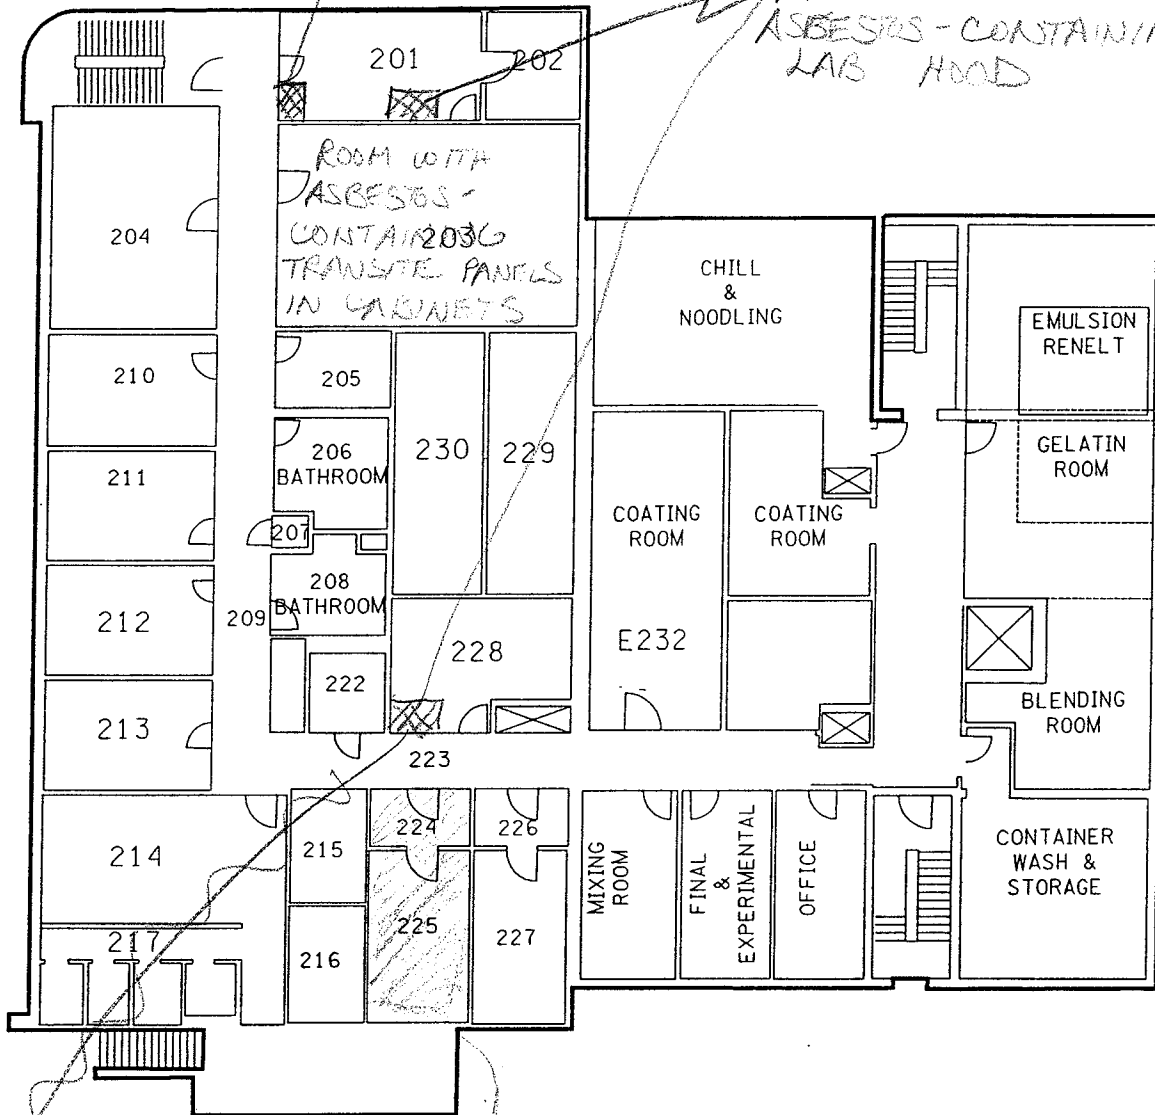 ASBESTOS-CONTAINI
LAB HOOD
201
202
ROOM WITH
ASBESTOS-
CONTAINING
TRANSITE PANELS
IN CABINETS
203
204
CHILL
&
NOODLING
EMULSION
RENELT
210
205
206
BATHROOM
230
229
GELATIN
ROOM
211
207
COATING
ROOM
COATING
ROOM
208
BATHROOM
209
212
228
E232
222
213
BLENDING
ROOM
223
214
215
224
226
MIXING
ROOM
FINAL
&
EXPERIMENTAL
OFFICE
CONTAINER
WASH &
STORAGE
217
216
225
227